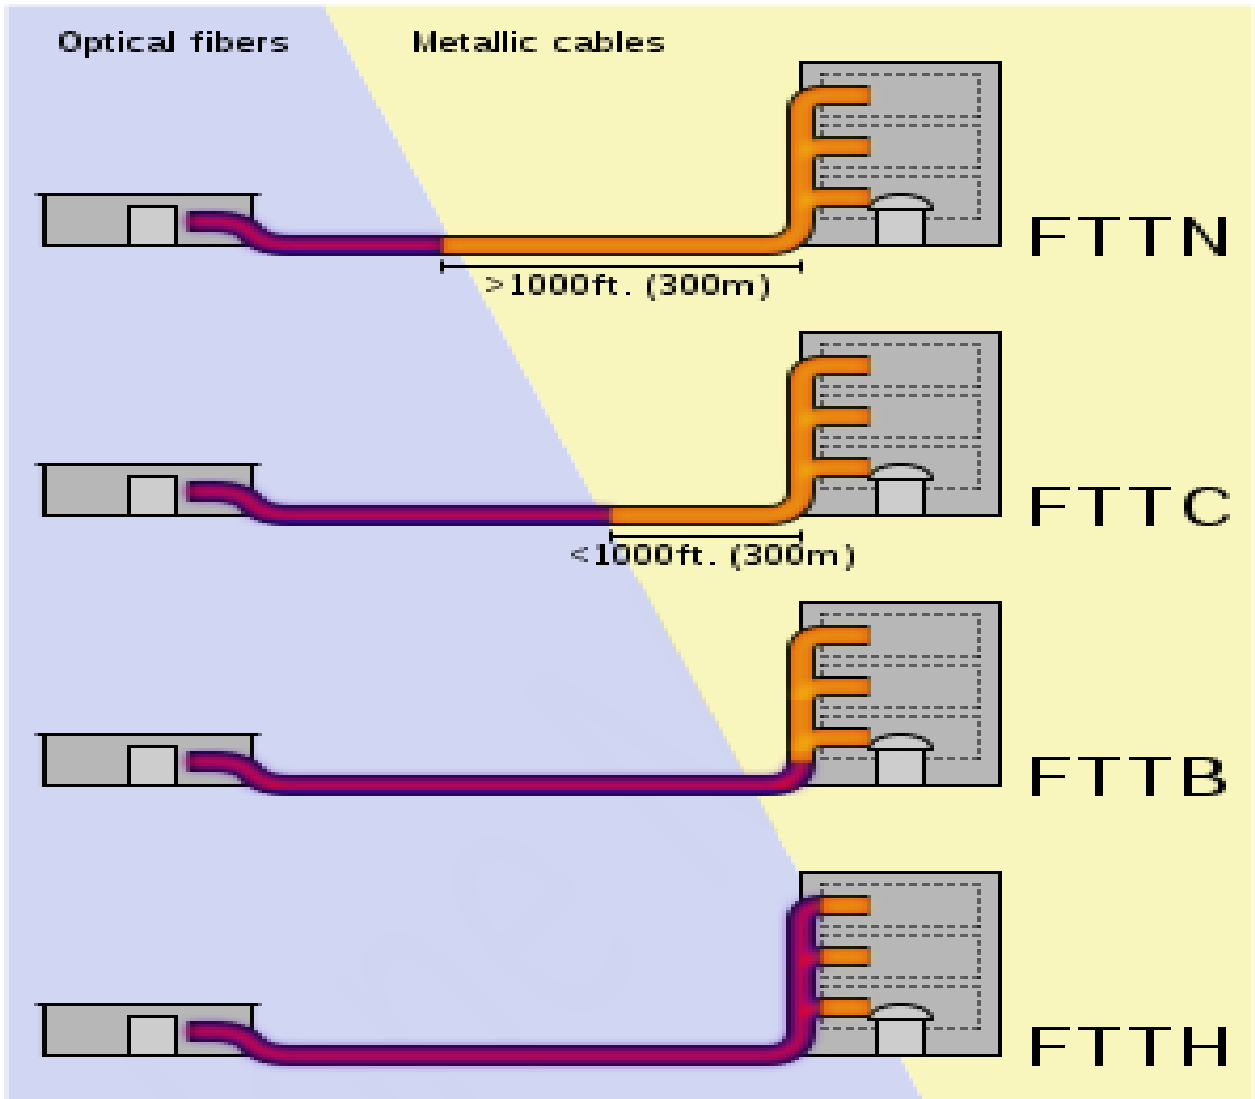 Optical fibers
Metallic cables
FTTN
>1000ft. (300m)
FTTC
<1000ft. (300m)
FTTB
FTTH